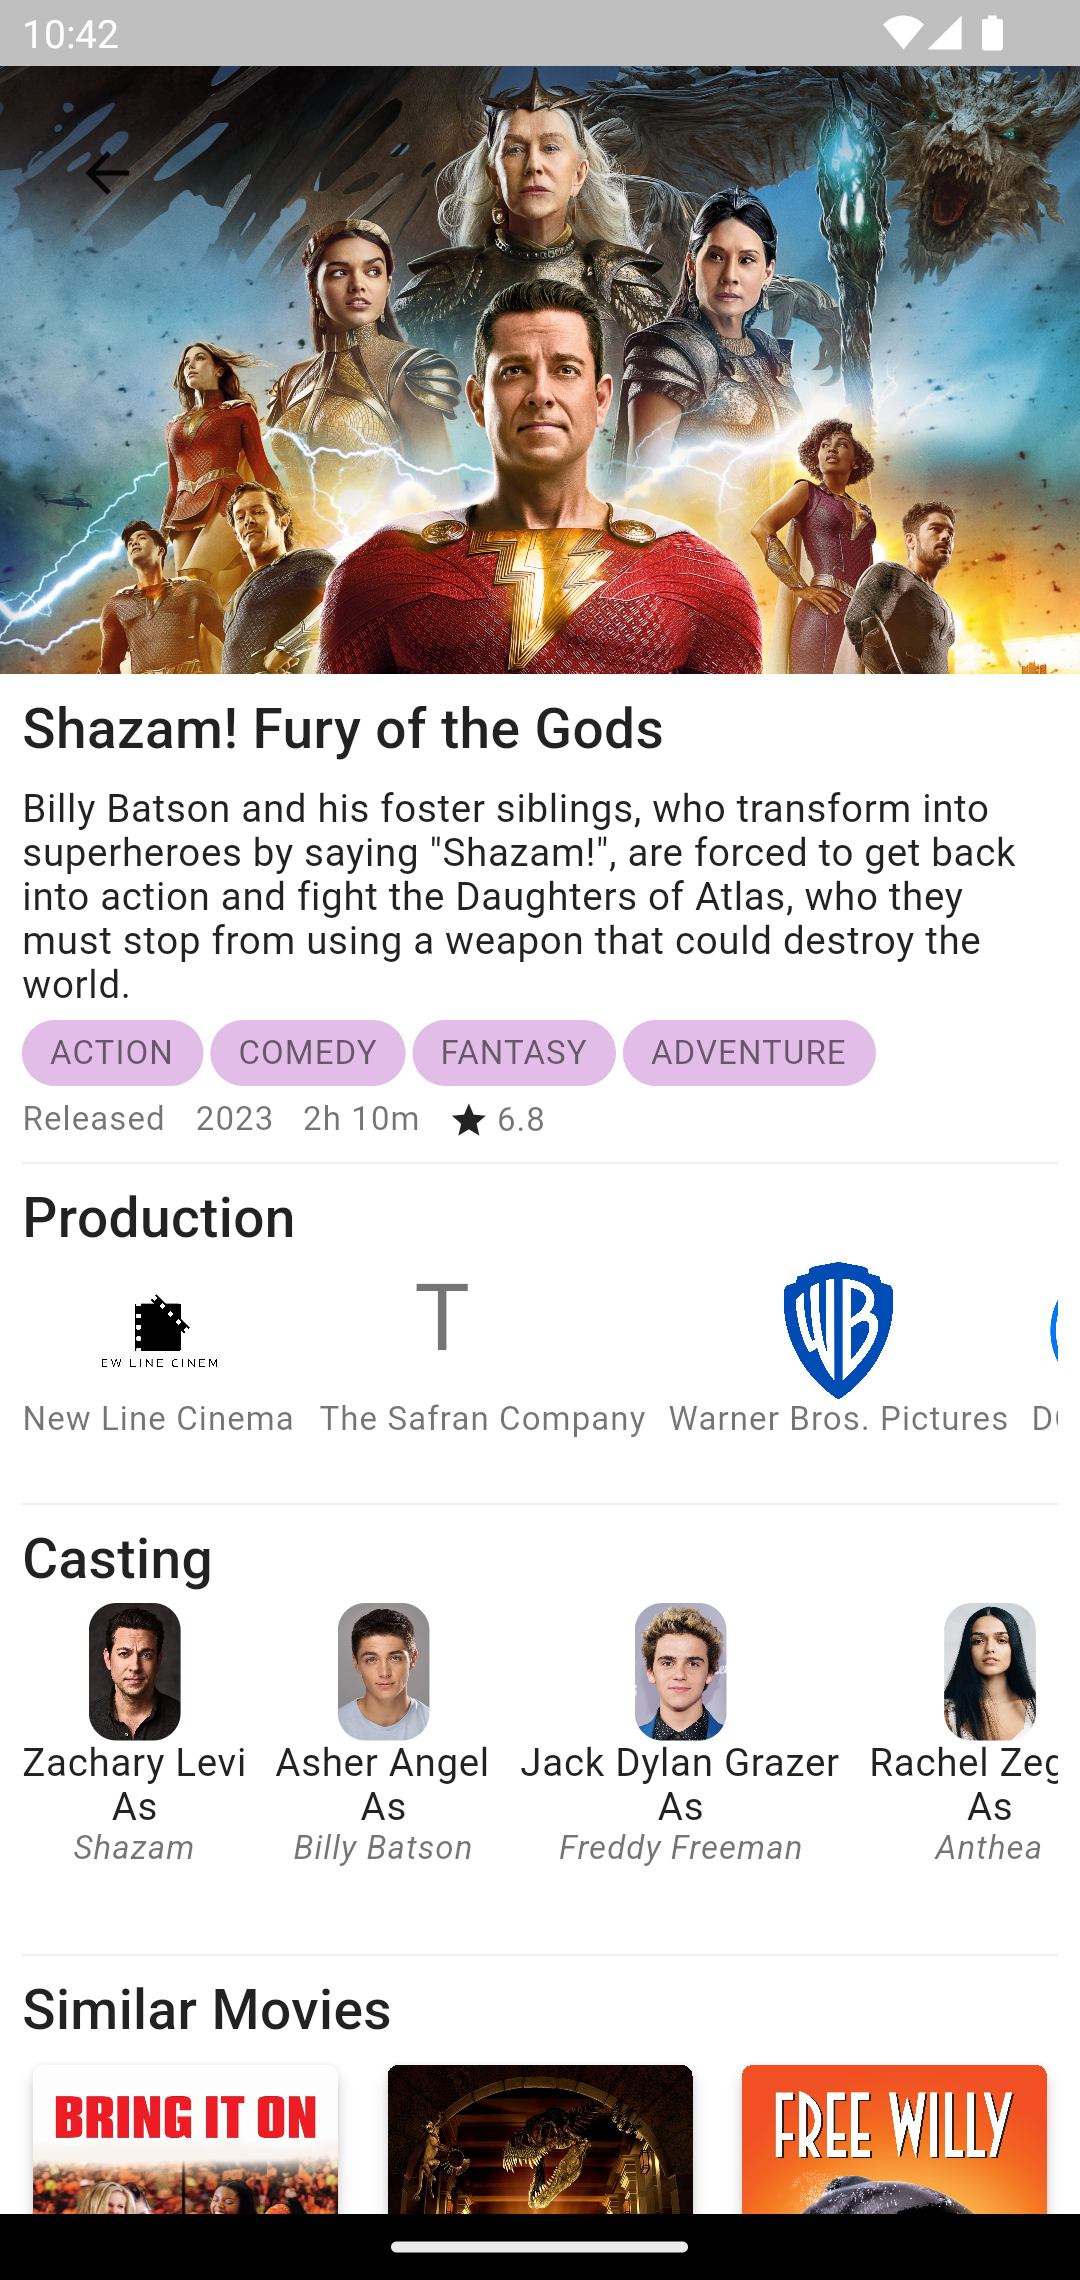 10:42
Shazam! Fury of the Gods
Billy Batson and his foster siblings, who transform into
superheroes by saying "Shazam!", are forced to get back
into action and fight the Daughters of Atlas, who they
must stop from using a weapon that could destroy the
world.
ACTION COMEDY FANTASY ADVENTURE
Released 2023 2h 10m 6.8
Production
EW LINE CINEM
T
WB
New Line Cinema The Safran Company Warner Bros. Pictures
Casting
Zachary Levi Asher Angel Jack Dylan Grazer Rachel Zeg
As As As As
Shazam Billy Batson Freddy Freeman Anthea
Similar Movies
BRING IT ON
FREE WILLY